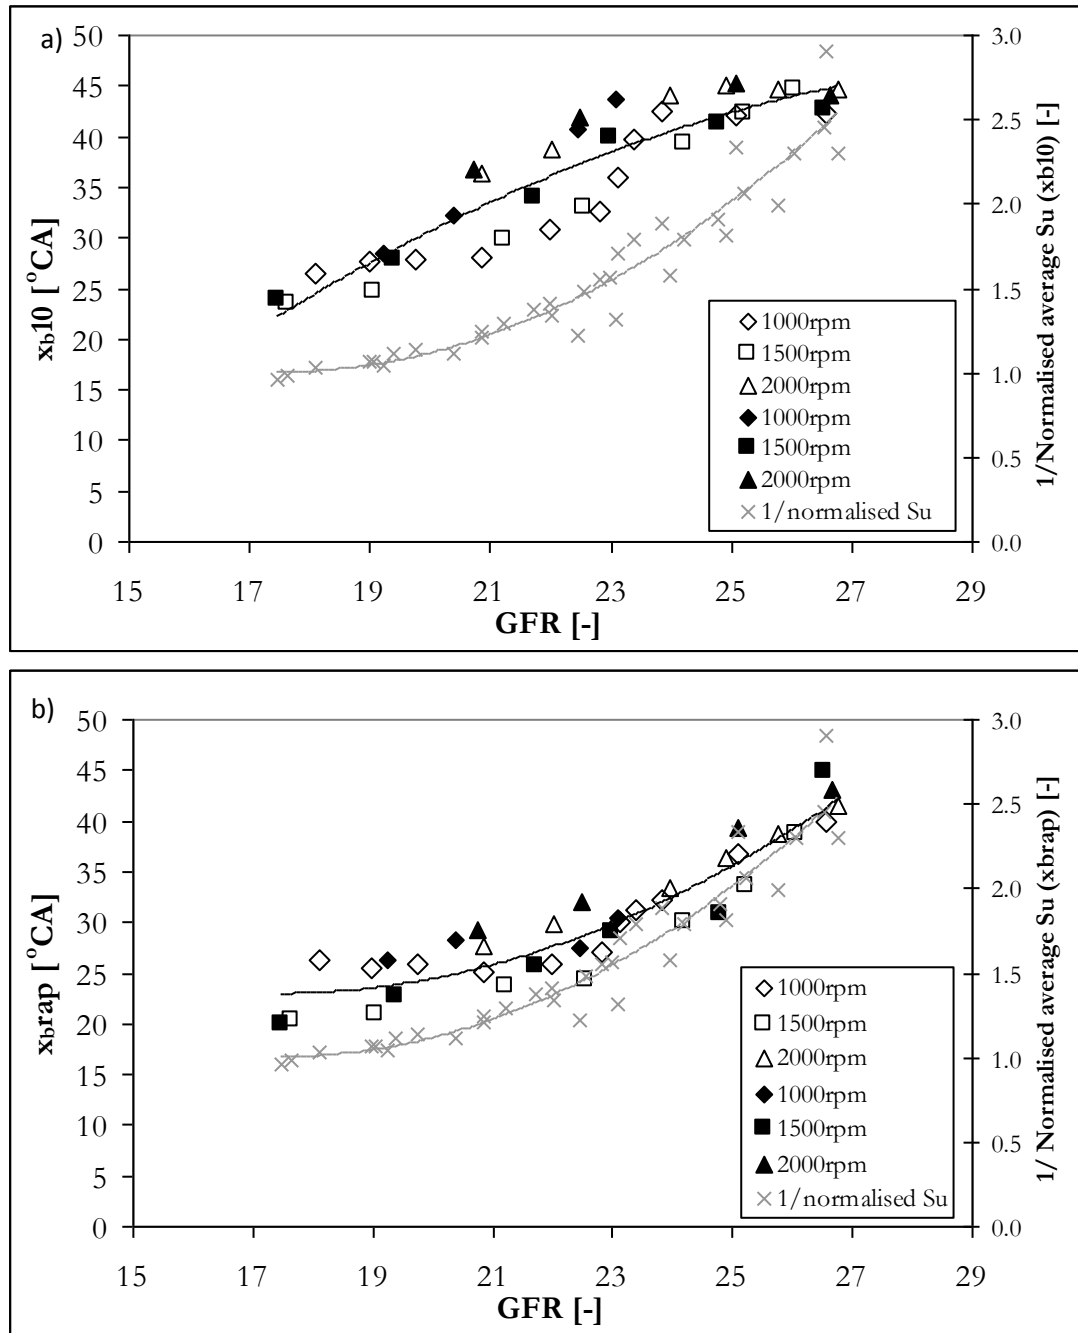 a)
50
45
40
35
30
25
20
15
10
5
0
xb10 [°CA]
3.0
2.5
2.0
1.5
1.0
0.5
0.0
1/Normalised average Su (xb10) [-]
1000rpm
1500rpm
2000rpm
1000rpm
1500rpm
2000rpm
1/normalised Su
15 17 19 21 23 25 27 29
GFR [-]
b)
50
45
40
35
30
25
20
15
10
5
0
xbrap [°CA]
3.0
2.5
2.0
1.5
1.0
0.5
0.0
1/ Normalised average Su (xbrap) [-]
1000rpm
1500rpm
2000rpm
1000rpm
1500rpm
2000rpm
1/normalised Su
15 17 19 21 23 25 27 29
GFR [-]